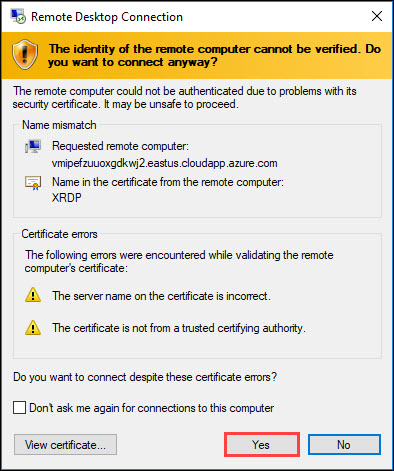 Remote Desktop Connection
The identity of the remote computer cannot be verified. Do
you want to connect anyway?
The remote computer could not be authenticated due to problems with its
security certificate. It may be unsafe to proceed.
Name mismatch
Requested remote computer:
vmipefzuuoxgdkwj2.eastus.cloudapp.azure.com
Name in the certificate from the remote computer:
XRDP
Certificate errors
The following errors were encountered while validating the remote
computer's certificate:
The server name on the certificate is incorrect.
The certificate is not from a trusted certifying authority.
Do you want to connect despite these certificate errors?
Don't ask me again for connections to this computer
View certificate...
Yes
No